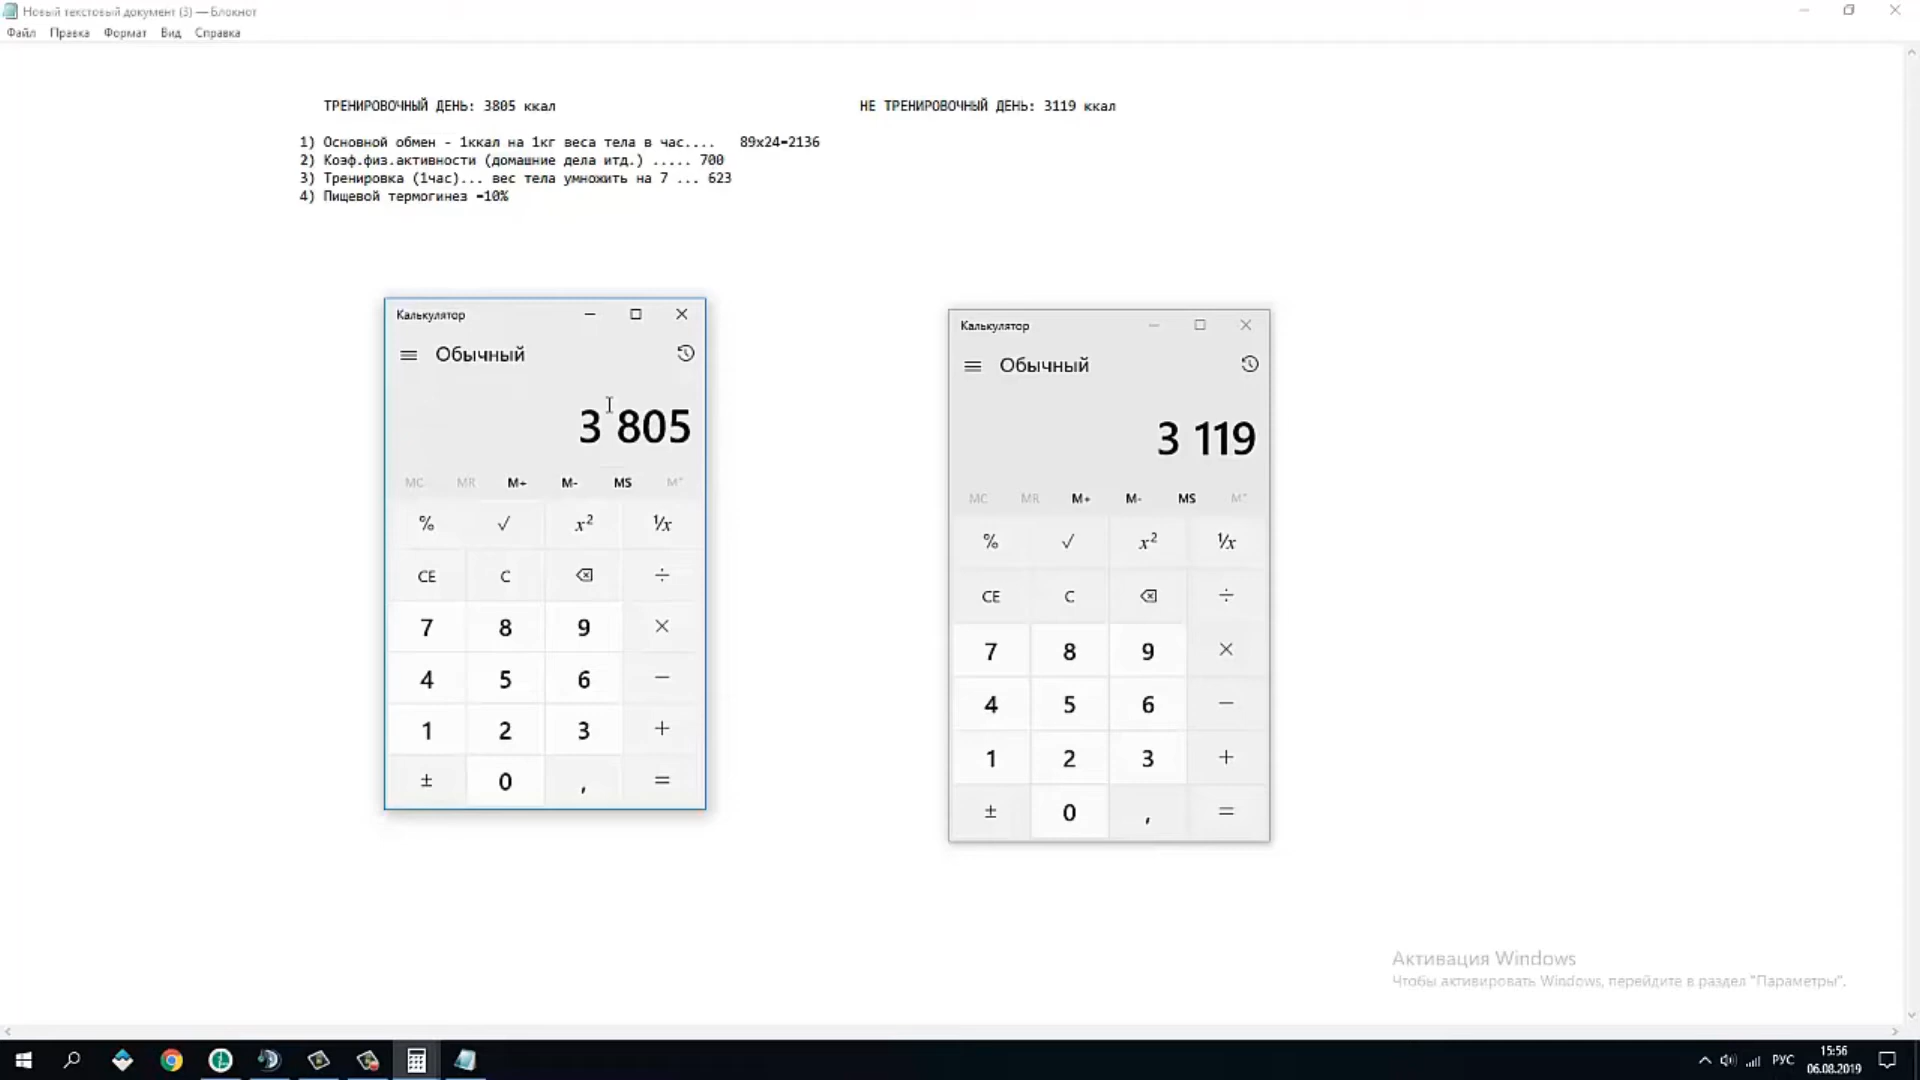 Новый текстовый документ (3) — Блокнот
Файл Правка Формат Вид Справка
ТРЕНИРОВОЧНЫЙ ДЕНЬ: 3805 ккал
НЕ ТРЕНИРОВОЧНЫЙ ДЕНЬ: 3119 ккал
1) Основной обмен - 1ккал на 1кг веса тела в час.... 89х24=2136
2) Коэф.физ.активности (домашние дела итд.) ..... 700
3) Тренировка (1час)... вес тела умножить на 7 ... 623
4) Пищевой термогинез =10%
Калькулятор
Обычный
3 805
MC MR M+ M- MS M˅
% √ x² ¹/x
CE C ⌫ ÷
7 8 9 ×
4 5 6 −
1 2 3 +
± 0 , =
Калькулятор
Обычный
3 119
MC MR M+ M- MS M˅
% √ x² ¹/x
CE C ⌫ ÷
7 8 9 ×
4 5 6 −
1 2 3 +
± 0 , =
Активация Windows
Чтобы активировать Windows, перейдите в раздел "Параметры".
РУС
15:56
06.08.2019